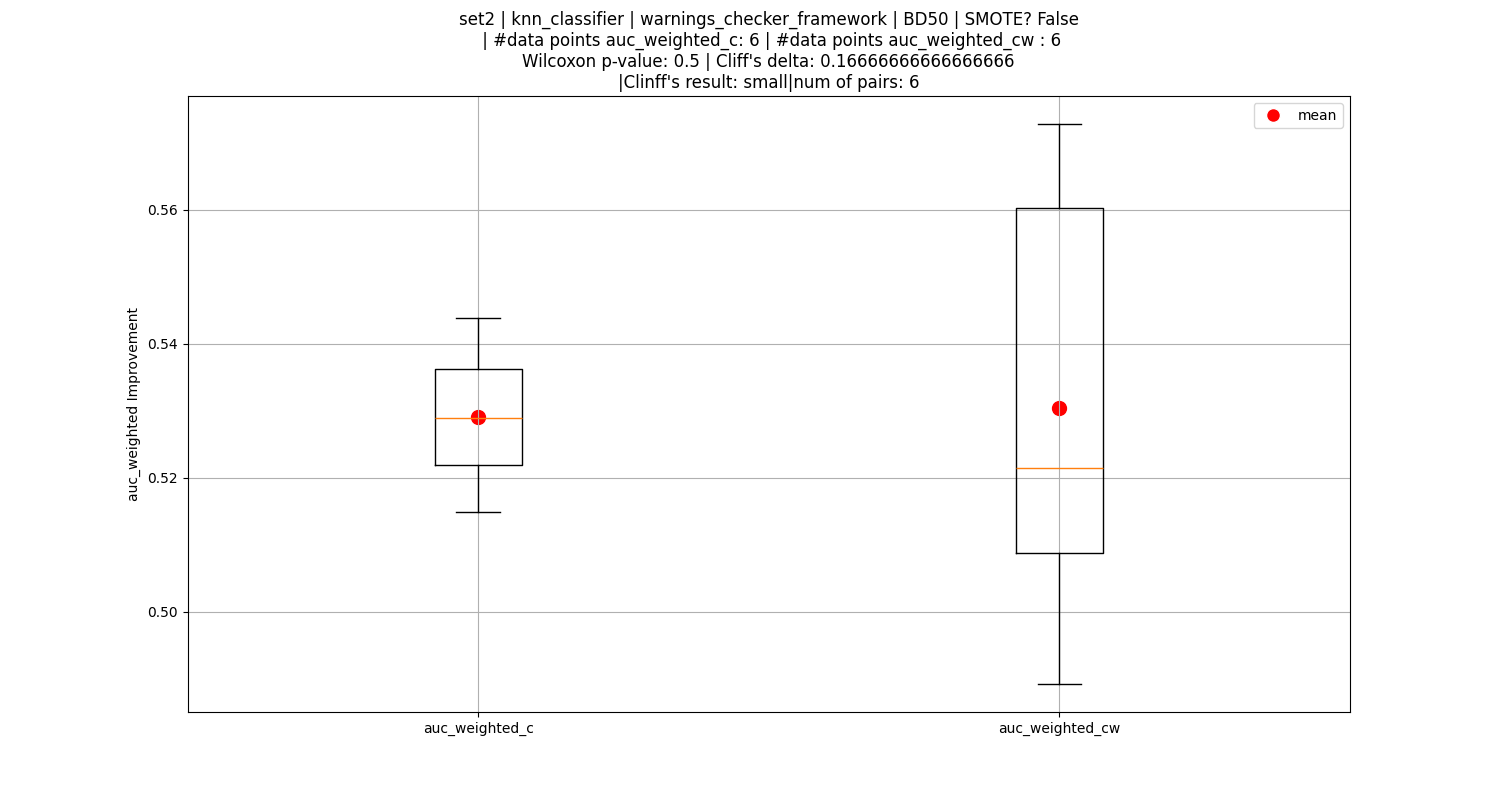 set2 | knn_classifier | warnings_checker_framework | BD50 | SMOTE? False
| #data points auc_weighted_c: 6 | #data points auc_weighted_cw : 6
Wilcoxon p-value: 0.5 | Cliff's delta: 0.16666666666666666
|Clinff's result: small|num of pairs: 6
mean
0.56
0.54
0.52
0.50
auc_weighted Improvement
auc_weighted_c
auc_weighted_cw